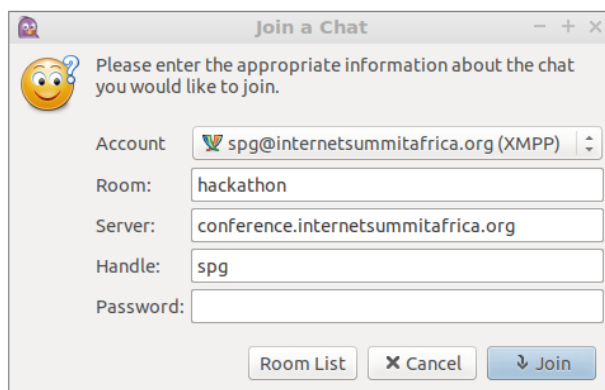 Join a Chat
Please enter the appropriate information about the chat
you would like to join.
Account spg@internetsummitafrica.org (XMPP)
Room: hackathon
Server: conference.internetsummitafrica.org
Handle: spg
Password:
Room List Cancel Join